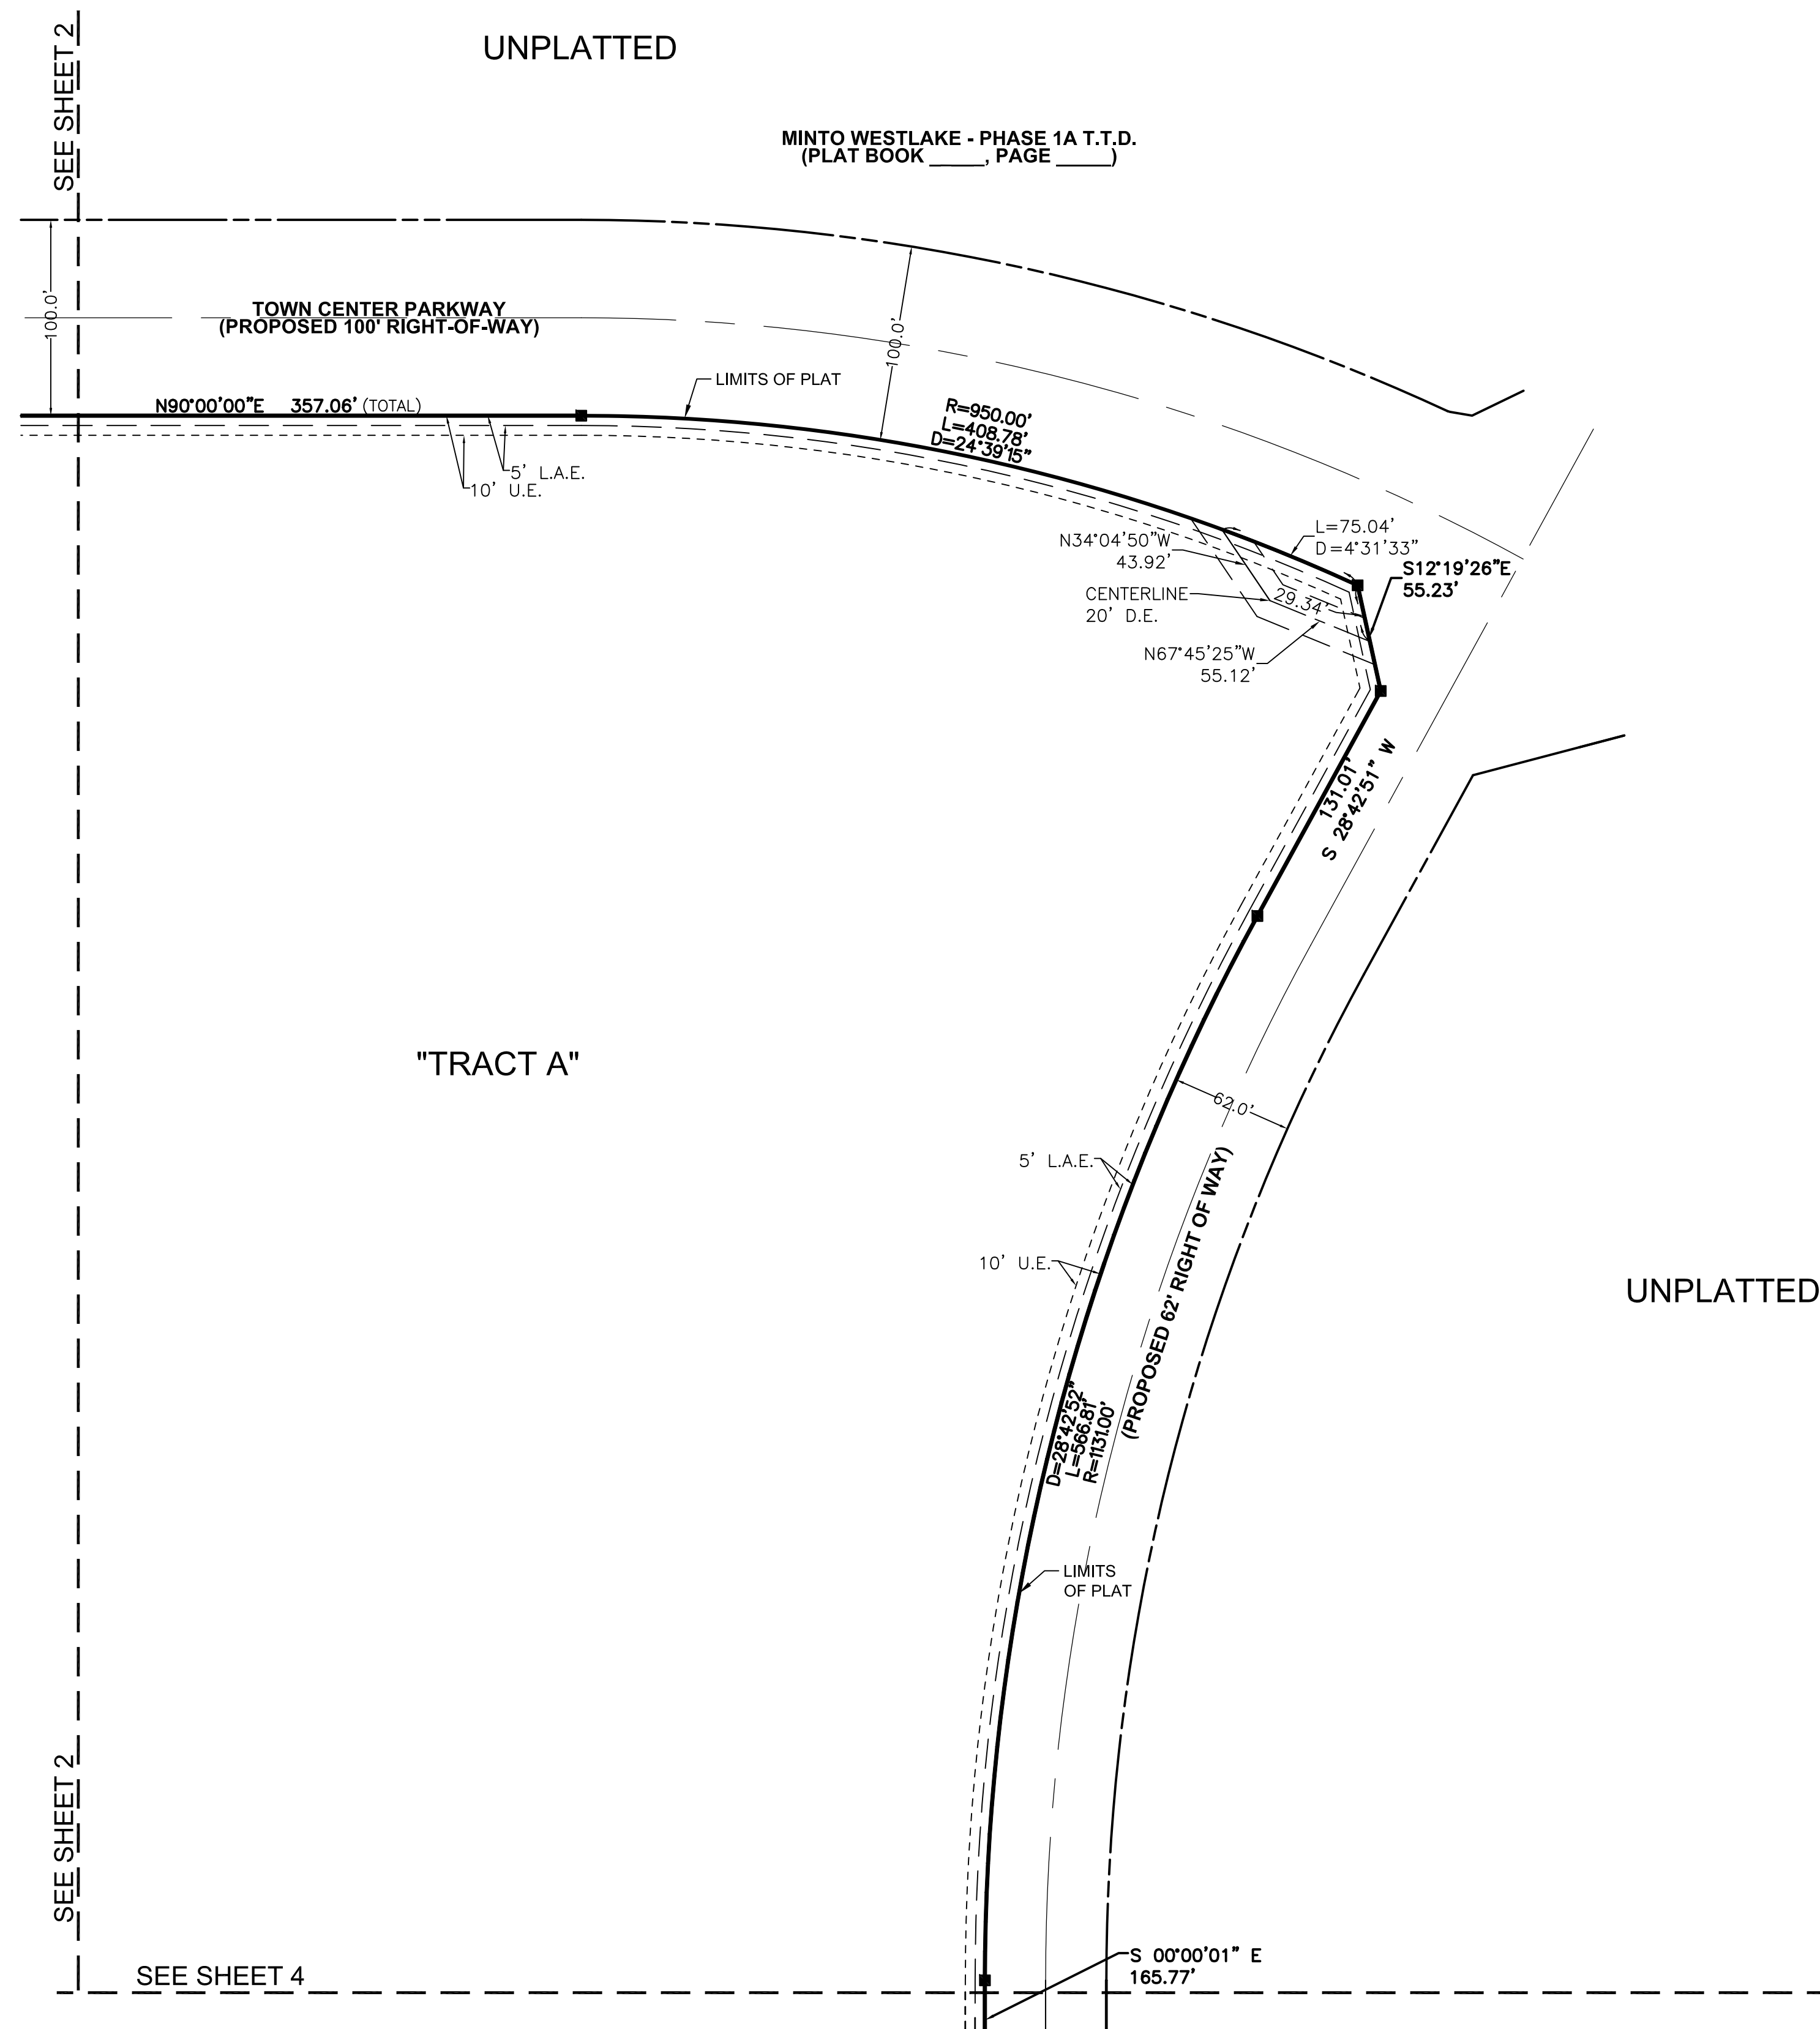 SEE SHEET 2
UNPLATTED
MINTO WESTLAKE - PHASE 1A T.T.D.
(PLAT BOOK _____, PAGE _____)
100.0'
TOWN CENTER PARKWAY
(PROPOSED 100' RIGHT-OF-WAY)
100.0'
LIMITS OF PLAT
N90°00'00"E 357.06' (TOTAL)
R=950.00'
L=408.78'
D=24°39'15"
5' L.A.E.
10' U.E.
L=75.04'
D=4°31'33"
N34°04'50"W
43.92'
S12°19'26"E
55.23'
CENTERLINE
20' D.E.
29.34'
N67°45'25"W
55.12'
131.01'
S 28°42'51" W
"TRACT A"
62.0'
5' L.A.E.
10' U.E.
(PROPOSED 62' RIGHT OF WAY)
UNPLATTED
D=28°42'52"
L=566.81'
R=1131.00'
LIMITS
OF PLAT
SEE SHEET 2
S 00°00'01" E
165.77'
SEE SHEET 4